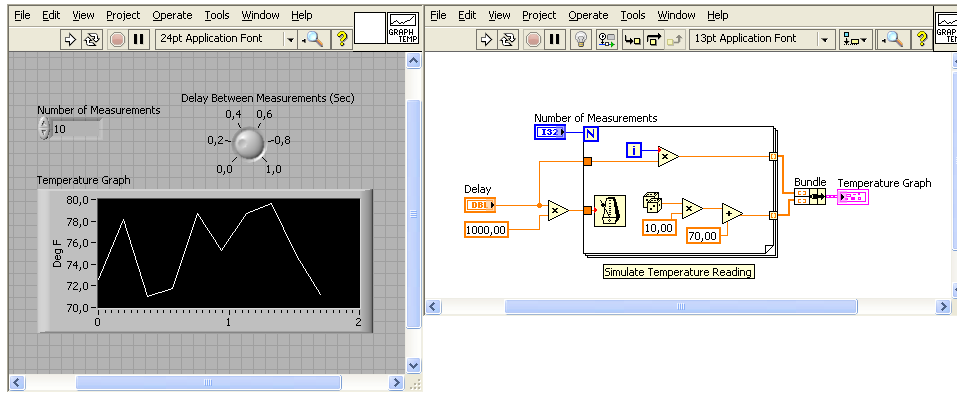 File Edit View Project Operate Tools Window Help
24pt Application Font
GRAPH
TEMP
Number of Measurements
10
Delay Between Measurements (Sec)
0,4 0,6
0,2 0,8
0,0 1,0
Temperature Graph
Deg F
80,0
78,0
76,0
74,0
72,0
70,0
0 1 2
File Edit View Project Operate Tools Window Help
13pt Application Font
GRAPH
TEM
Number of Measurements
I32 N
i
Delay
DBL
1000,00
10,00
70,00
Bundle
Temperature Graph
Simulate Temperature Reading